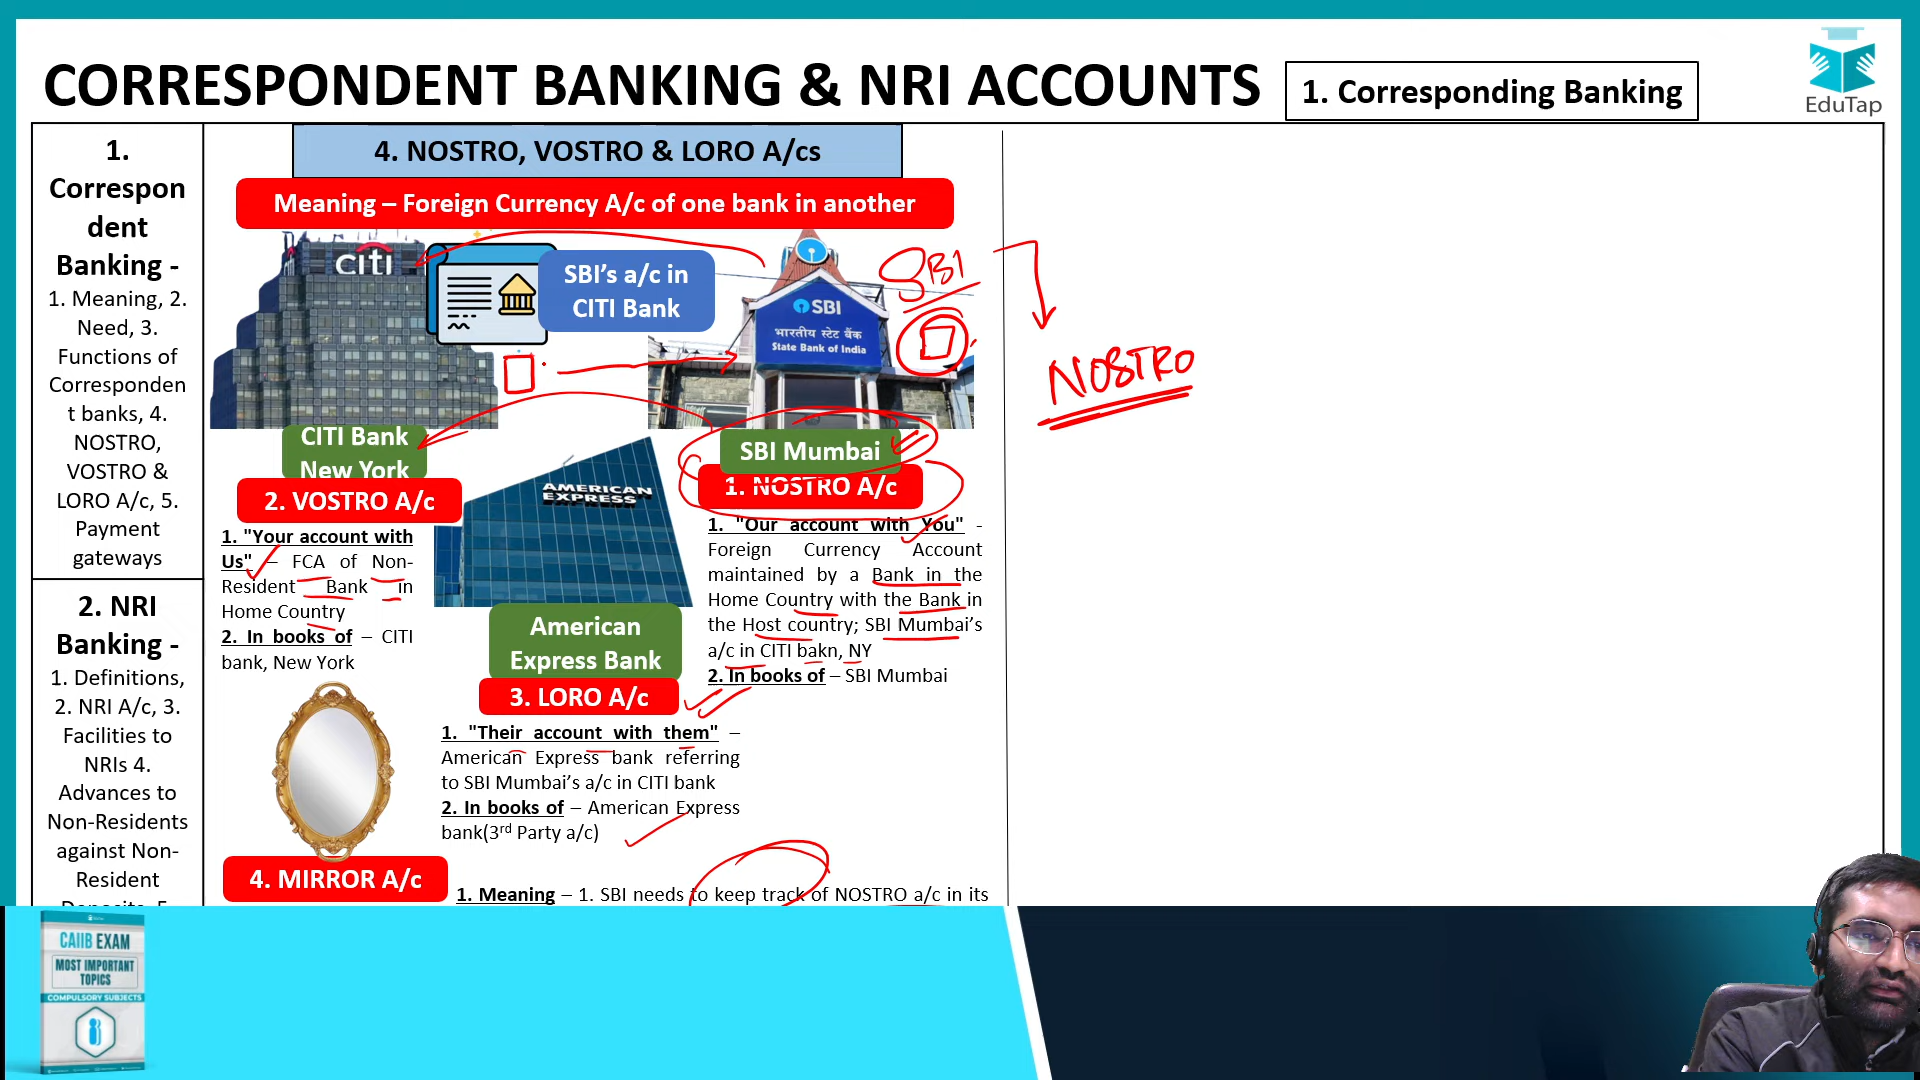 CORRESPONDENT BANKING & NRI ACCOUNTS
1. Corresponding Banking
EduTap
1.
Correspon
dent
Banking -
1. Meaning, 2.
Need, 3.
Functions of
Corresponden
t banks, 4.
NOSTRO,
VOSTRO &
LORO A/c, 5.
Payment
gateways
2. NRI
Banking -
1. Definitions,
2. NRI A/c, 3.
Facilities to
NRIs 4.
Advances to
Non-Residents
against Non-
Resident
4. NOSTRO, VOSTRO & LORO A/cs
Meaning – Foreign Currency A/c of one bank in another
citi
SBI's a/c in
CITI Bank
SBI
भारतीय स्टेट बैंक
State Bank of India
SBI
NOSTRO
CITI Bank
New York
2. VOSTRO A/c
1. "Your account with
Us" – FCA of Non-
Resident Bank in
Home Country
2. In books of – CITI
bank, New York
AMERICAN
EXPRESS
American
Express Bank
3. LORO A/c
1. "Their account with them" –
American Express bank referring
to SBI Mumbai's a/c in CITI bank
2. In books of – American Express
bank(3rd Party a/c)
SBI Mumbai
1. NOSTRO A/c
1. "Our account with You" -
Foreign Currency Account
maintained by a Bank in the
Home Country with the Bank in
the Host country; SBI Mumbai's
a/c in CITI bakn, NY
2. In books of – SBI Mumbai
4. MIRROR A/c
1. Meaning – 1. SBI needs to keep track of NOSTRO a/c in its
CAIIB EXAM
MOST IMPORTANT
TOPICS
COMPULSORY SUBJECTS